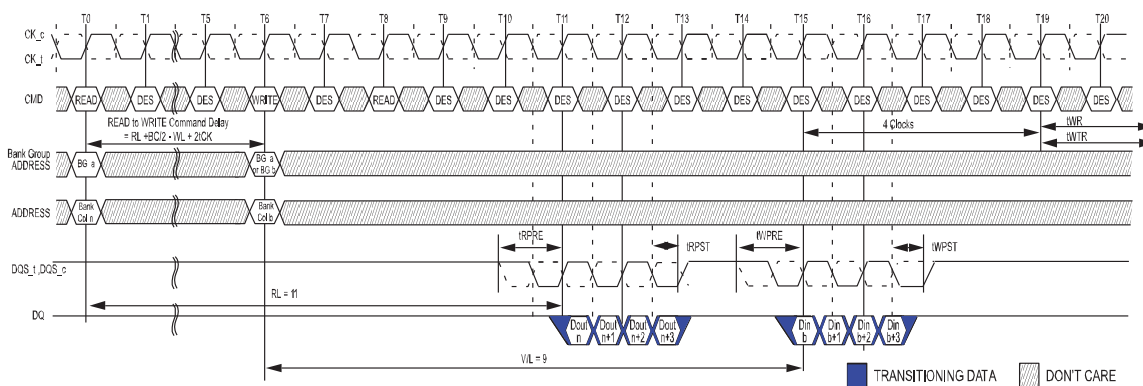 T0 T1 T5 T6 T7 T8 T9 T10 T11 T12 T13 T14 T15 T16 T17 T18 T19 T20
CK_c
CK_t
CMD READ DES DES WRITE DES READ DES DES DES DES DES DES DES DES DES DES DES DES
READ to WRITE Command Delay
= RL +BC/2 - WL + 2tCK
4 Clocks
tWR
tWTR
Bank Group
ADDRESS
BG a
BG a
or BG b
ADDRESS
Bank
Col n
Bank
Col b
tRPRE
tRPST
tWPRE
tWPST
DQS_t ,DQS_c
RL = 11
DQ
Dout
n
Dout
n+1
Dout
n+2
Dout
n+3
Din
b
Din
b+1
Din
b+2
Din
b+3
WL = 9
TRANSITIONING DATA
DON'T CARE